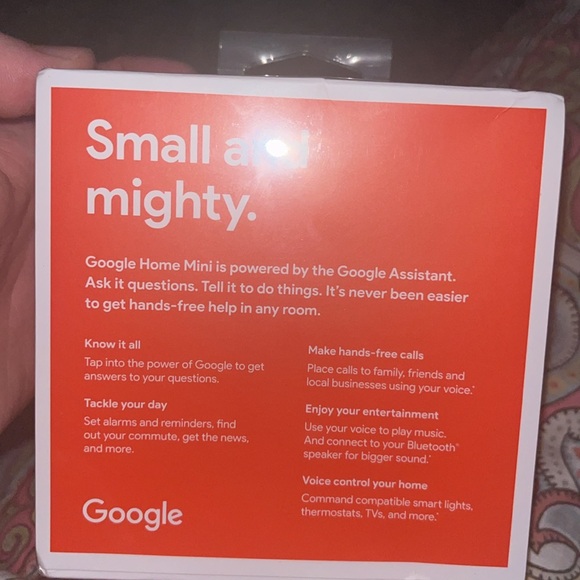 Small and
mighty.
Google Home Mini is powered by the Google Assistant.
Ask it questions. Tell it to do things. It's never been easier
to get hands-free help in any room.
Know it all
Tap into the power of Google to get
answers to your questions.
Tackle your day
Set alarms and reminders, find
out your commute, get the news,
and more.
Make hands-free calls
Place calls to family, friends and
local businesses using your voice.*
Enjoy your entertainment
Use your voice to play music.
And connect to your Bluetooth®
speaker for bigger sound.*
Voice control your home
Command compatible smart lights,
thermostats, TVs, and more.*
Google